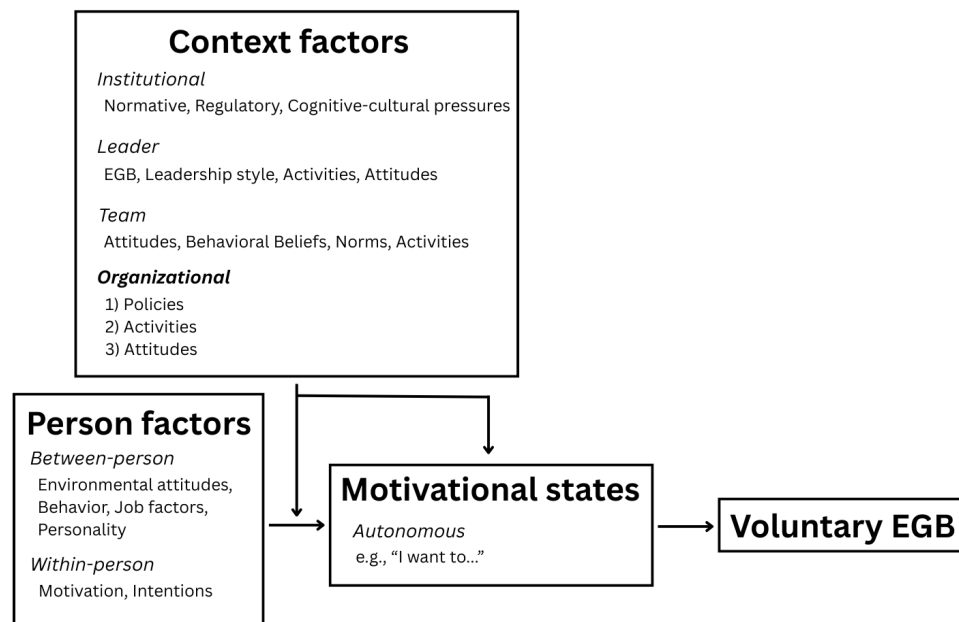 Context factors
Institutional
Normative, Regulatory, Cognitive-cultural pressures
Leader
EGB, Leadership style, Activities, Attitudes
Team
Attitudes, Behavioral Beliefs, Norms, Activities
Organizational
1) Policies
2) Activities
3) Attitudes
Person factors
Between-person
Environmental attitudes,
Behavior, Job factors,
Personality
Within-person
Motivation, Intentions
Motivational states
Autonomous
e.g., “I want to...”
Voluntary EGB